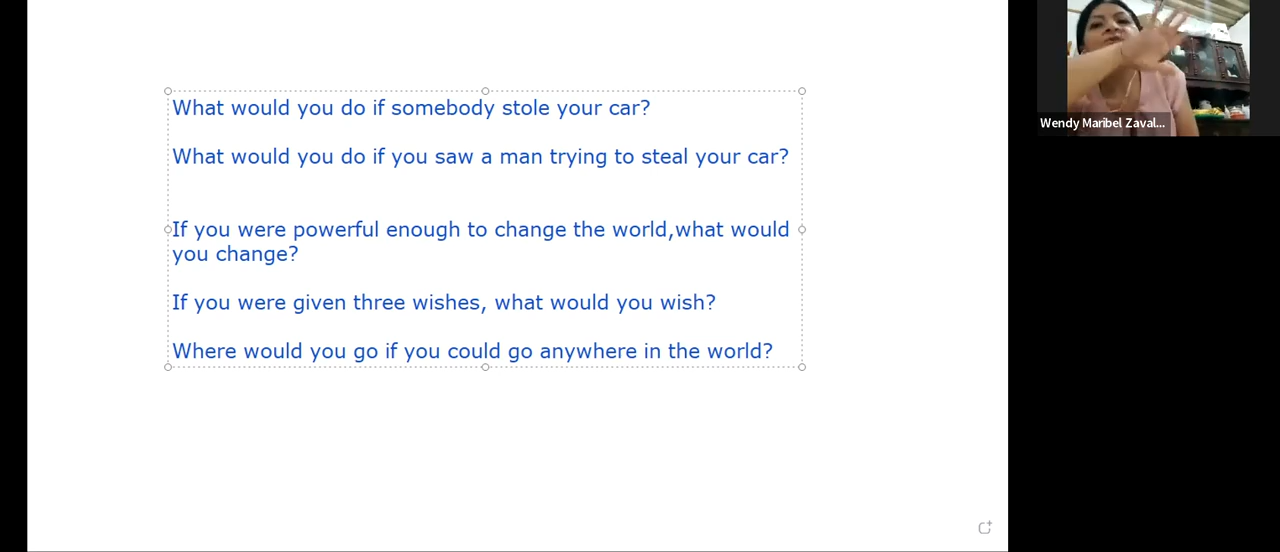 What would you do if somebody stole your car?
What would you do if you saw a man trying to steal your car?
If you were powerful enough to change the world,what would
you change?
If you were given three wishes, what would you wish?
Where would you go if you could go anywhere in the world?
Wendy Maribel Zaval...